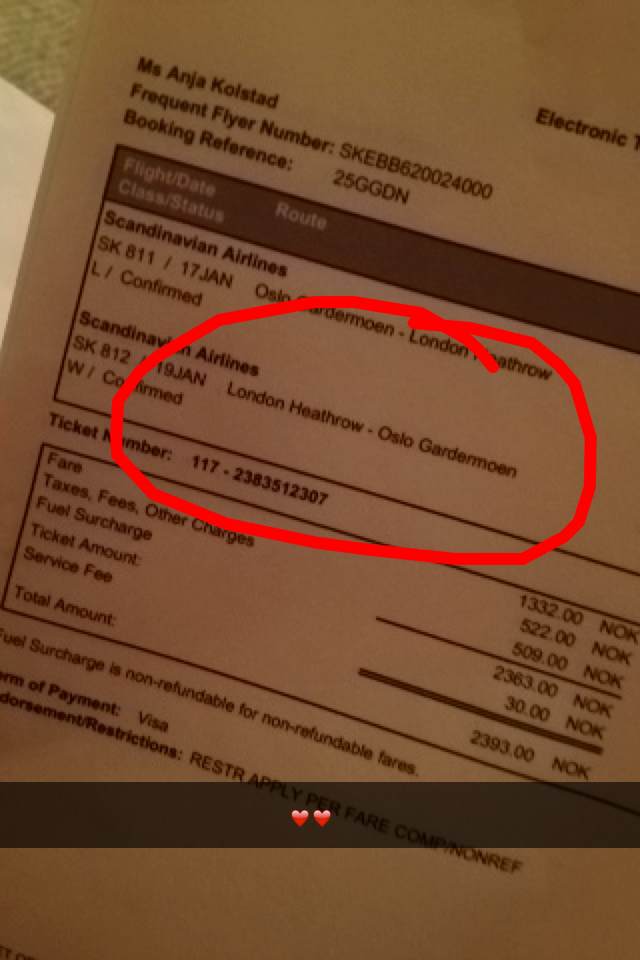 Ms Anja Kolstad
Electronic T
Frequent Flyer Number: SKEBB620024000
Booking Reference: 25GGDN
Flight/Date Route
Class/Status
Scandinavian Airlines
SK 811 / 17JAN Oslo Gardermoen - London Heathrow
L / Confirmed
Scandinavian Airlines
SK 812 / 19JAN London Heathrow - Oslo Gardermoen
W / Confirmed
Ticket Number: 117 - 2383512307
Fare 1332.00 NOK
Taxes, Fees, Other Charges 522.00 NOK
Fuel Surcharge 509.00 NOK
Ticket Amount: 2363.00 NOK
Service Fee 30.00 NOK
Total Amount: 2393.00 NOK
Fuel Surcharge is non-refundable for non-refundable fares.
orm of Payment: Visa
ndorsement/Restrictions: RESTR APPLY PER FARE COMP/NONREF